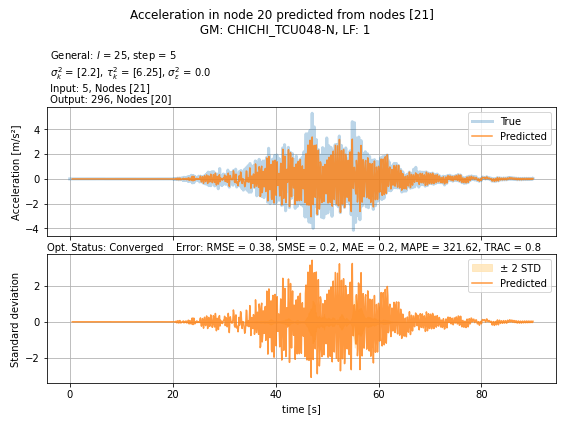 Acceleration in node 20 predicted from nodes [21]
GM: CHICHI_TCU048-N, LF: 1
General: l = 25, step = 5
σ²ₖ = [2.2], τ²ₖ = [6.25], σ²ε = 0.0
Input: 5, Nodes [21]
Output: 296, Nodes [20]
Acceleration [m/s²]
4
2
0
−2
−4
True
Predicted
Opt. Status: Converged Error: RMSE = 0.38, SMSE = 0.2, MAE = 0.2, MAPE = 321.62, TRAC = 0.8
Standard deviation
2
0
−2
± 2 STD
Predicted
0 20 40 60 80
time [s]